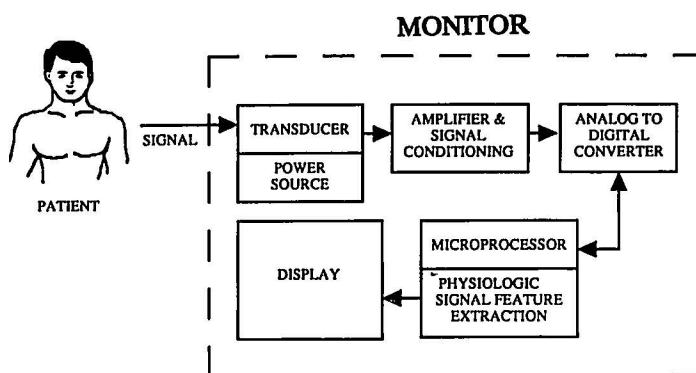 MONITOR
SIGNAL
PATIENT
TRANSDUCER
POWER
SOURCE
AMPLIFIER &
SIGNAL
CONDITIONING
ANALOG TO
DIGITAL
CONVERTER
DISPLAY
MICROPROCESSOR
PHYSIOLOGIC
SIGNAL FEATURE
EXTRACTION